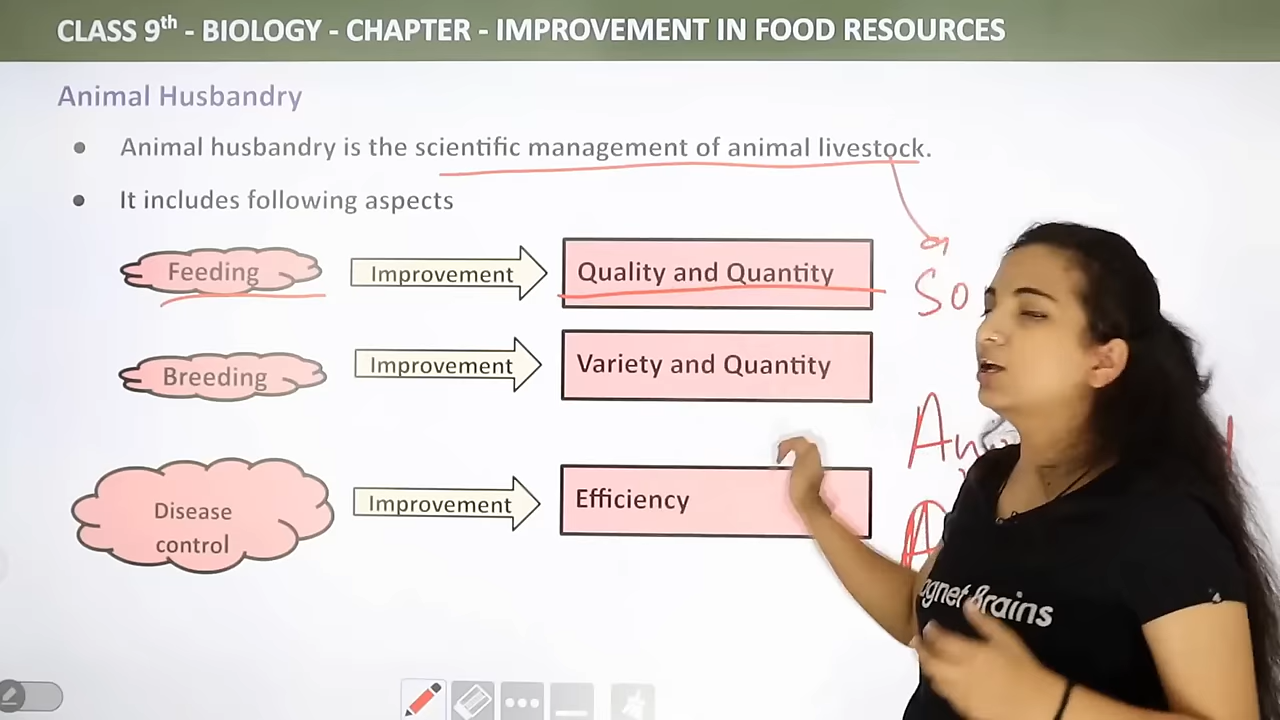 CLASS 9th - BIOLOGY - CHAPTER - IMPROVEMENT IN FOOD RESOURCES
Animal Husbandry
• Animal husbandry is the scientific management of animal livestock.
• It includes following aspects
Feeding Improvement Quality and Quantity
So
Breeding Improvement Variety and Quantity
Disease control Improvement Efficiency
Brains